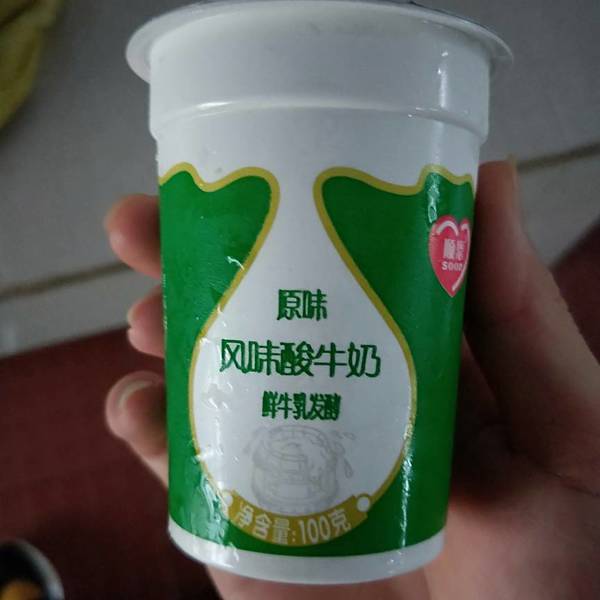 原味
风味酸牛奶
鲜牛乳发酵
净含量:100克
顺